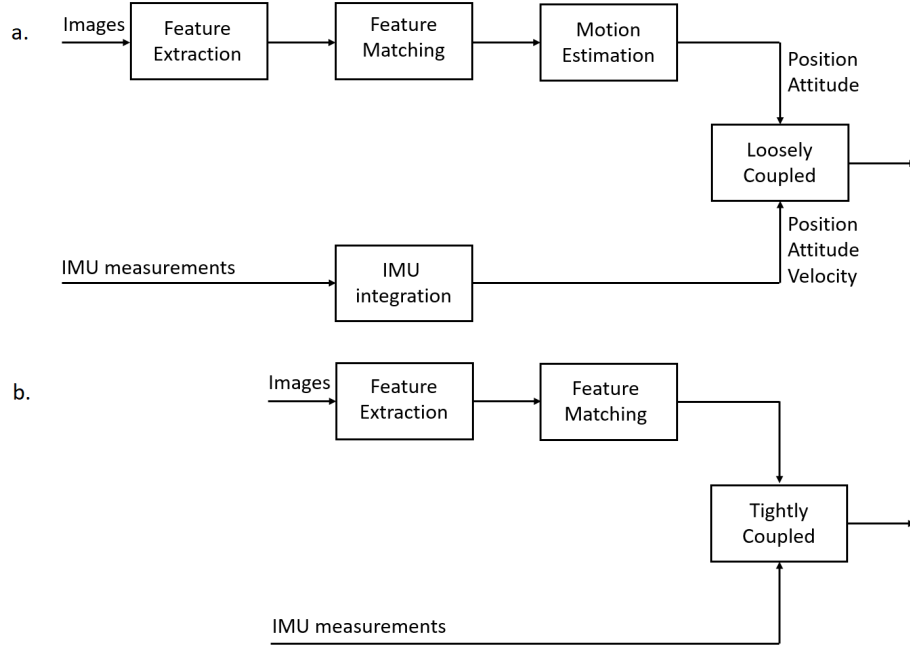 a.
Images
Feature
Extraction
Feature
Matching
Motion
Estimation
Position
Attitude
Loosely
Coupled
Position
Attitude
Velocity
IMU measurements
IMU
integration
b.
Images
Feature
Extraction
Feature
Matching
Tightly
Coupled
IMU measurements